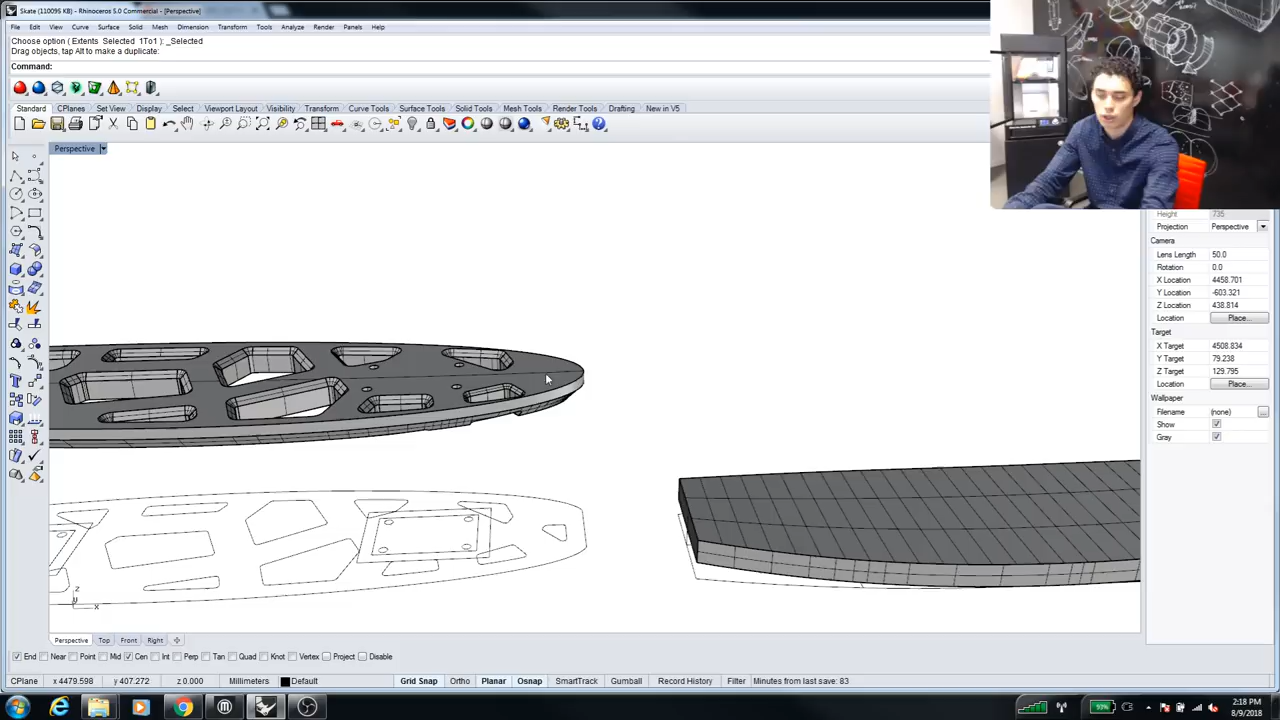 Skate (110095 KB) - Rhinoceros 5.0 Commercial - [Perspective]
File Edit View Curve Surface Solid Mesh Dimension Transform Tools Analyze Render Panels Help
Choose option ( Extents Selected 1To1 ): _Selected
Drag objects, tap Alt to make a duplicate:
Command:
Standard CPlanes Set View Display Select Viewport Layout Visibility Transform Curve Tools Surface Tools Solid Tools Mesh Tools Render Tools Drafting New in V5
Perspective
Height 735
Projection Perspective
Camera
Lens Length 50.0
Rotation 0.0
X Location 4458.701
Y Location -603.321
Z Location 438.814
Location Place...
Target
X Target 4508.834
Y Target 79.238
Z Target 129.795
Location Place...
Wallpaper
Filename (none) ...
Show
Gray
z
y
x
Perspective Top Front Right
End Near Point Mid Cen Int Perp Tan Quad Knot Vertex Project Disable
CPlane x 4479.598 y 407.272 z 0.000 Millimeters Default Grid Snap Ortho Planar Osnap SmartTrack Gumball Record History Filter Minutes from last save: 83
93%
2:18 PM
8/9/2018